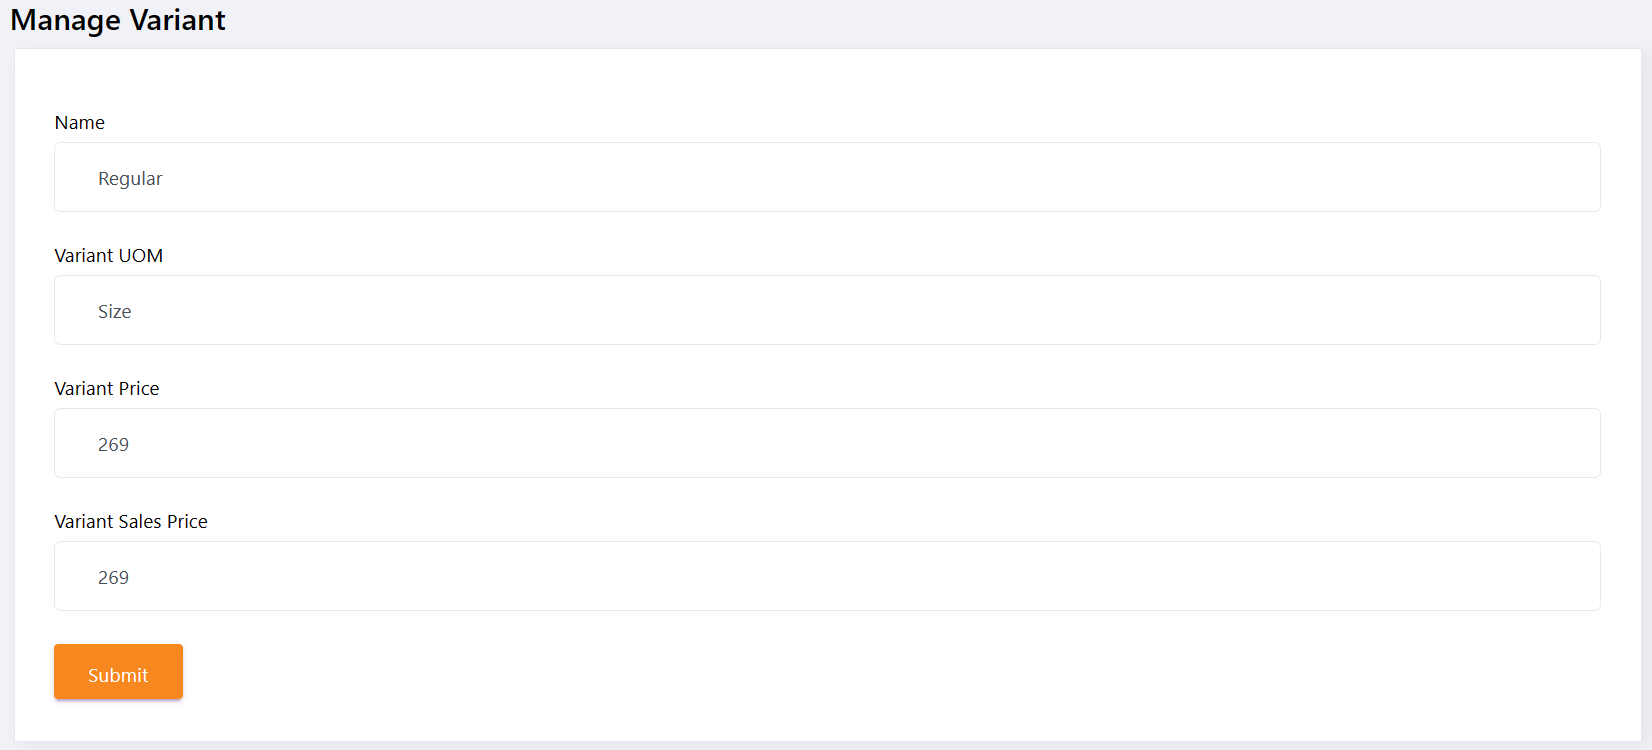 Manage Variant
Name
Regular
Variant UOM
Size
Variant Price
269
Variant Sales Price
269
Submit